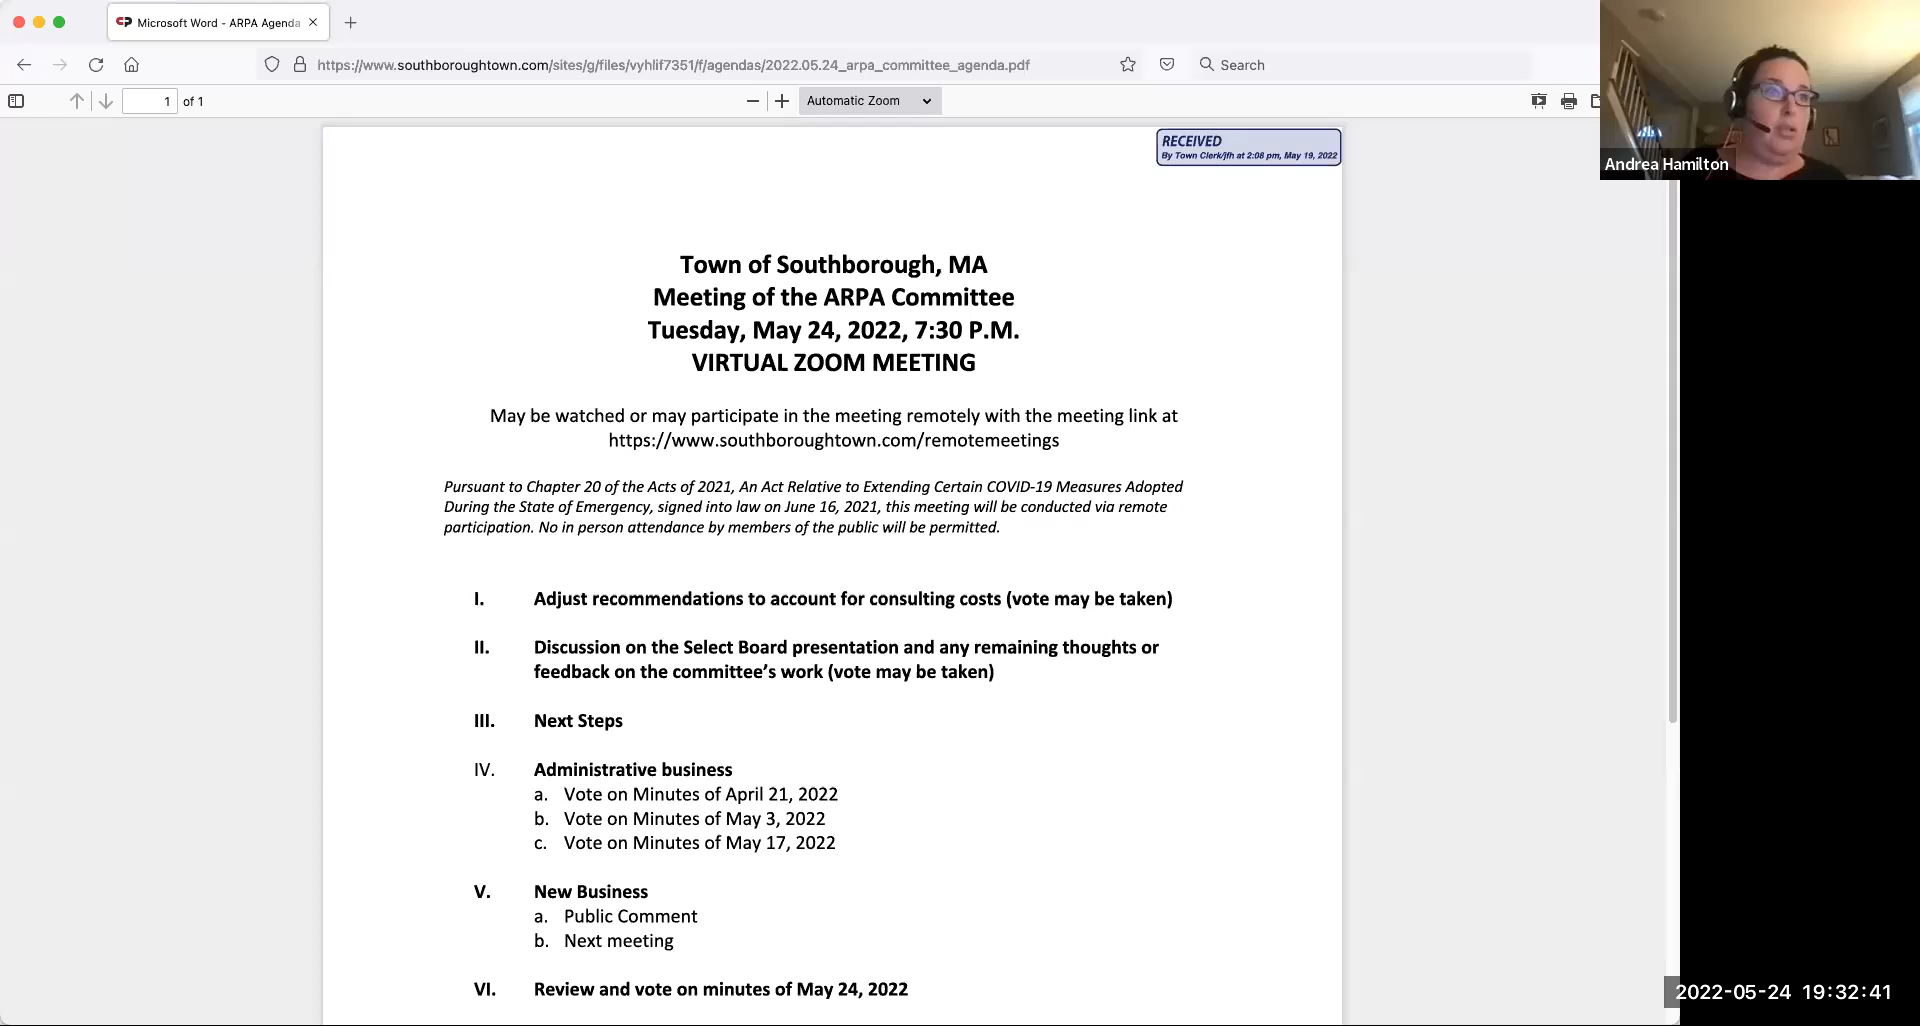 Microsoft Word - ARPA Agenda
https://www.southboroughtown.com/sites/g/files/vyhlif7351/f/agendas/2022.05.24_arpa_committee_agenda.pdf
Search
1 of 1
Automatic Zoom
Andrea Hamilton
RECEIVED
By Town Clerk/jfh at 2:08 pm, May 19, 2022
Town of Southborough, MA
Meeting of the ARPA Committee
Tuesday, May 24, 2022, 7:30 P.M.
VIRTUAL ZOOM MEETING
May be watched or may participate in the meeting remotely with the meeting link at
https://www.southboroughtown.com/remotemeetings
Pursuant to Chapter 20 of the Acts of 2021, An Act Relative to Extending Certain COVID-19 Measures Adopted
During the State of Emergency, signed into law on June 16, 2021, this meeting will be conducted via remote
participation. No in person attendance by members of the public will be permitted.
I. Adjust recommendations to account for consulting costs (vote may be taken)
II. Discussion on the Select Board presentation and any remaining thoughts or
feedback on the committee's work (vote may be taken)
III. Next Steps
IV. Administrative business
a. Vote on Minutes of April 21, 2022
b. Vote on Minutes of May 3, 2022
c. Vote on Minutes of May 17, 2022
V. New Business
a. Public Comment
b. Next meeting
VI. Review and vote on minutes of May 24, 2022
2022-05-24 19:32:41